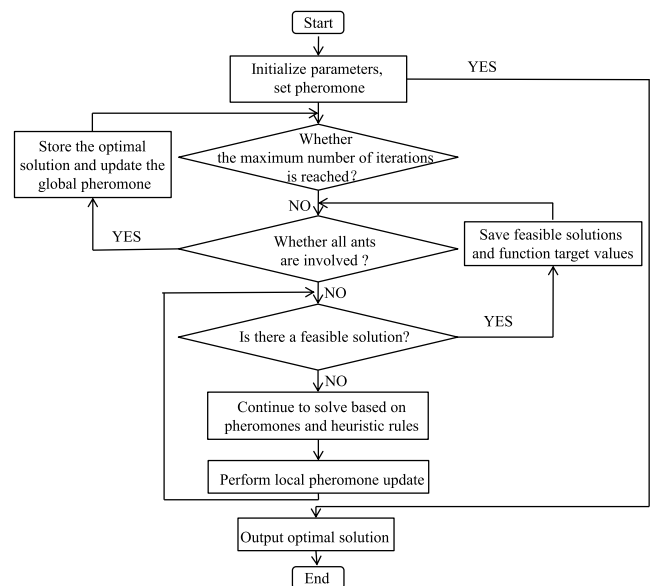 Start
Initialize parameters,
set pheromone
YES
Whether
the maximum number of iterations
is reached?
Store the optimal
solution and update the
global pheromone
NO
YES
Whether all ants
are involved ?
Save feasible solutions
and function target values
NO
Is there a feasible solution?
YES
NO
Continue to solve based on
pheromones and heuristic rules
Perform local pheromone update
Output optimal solution
End